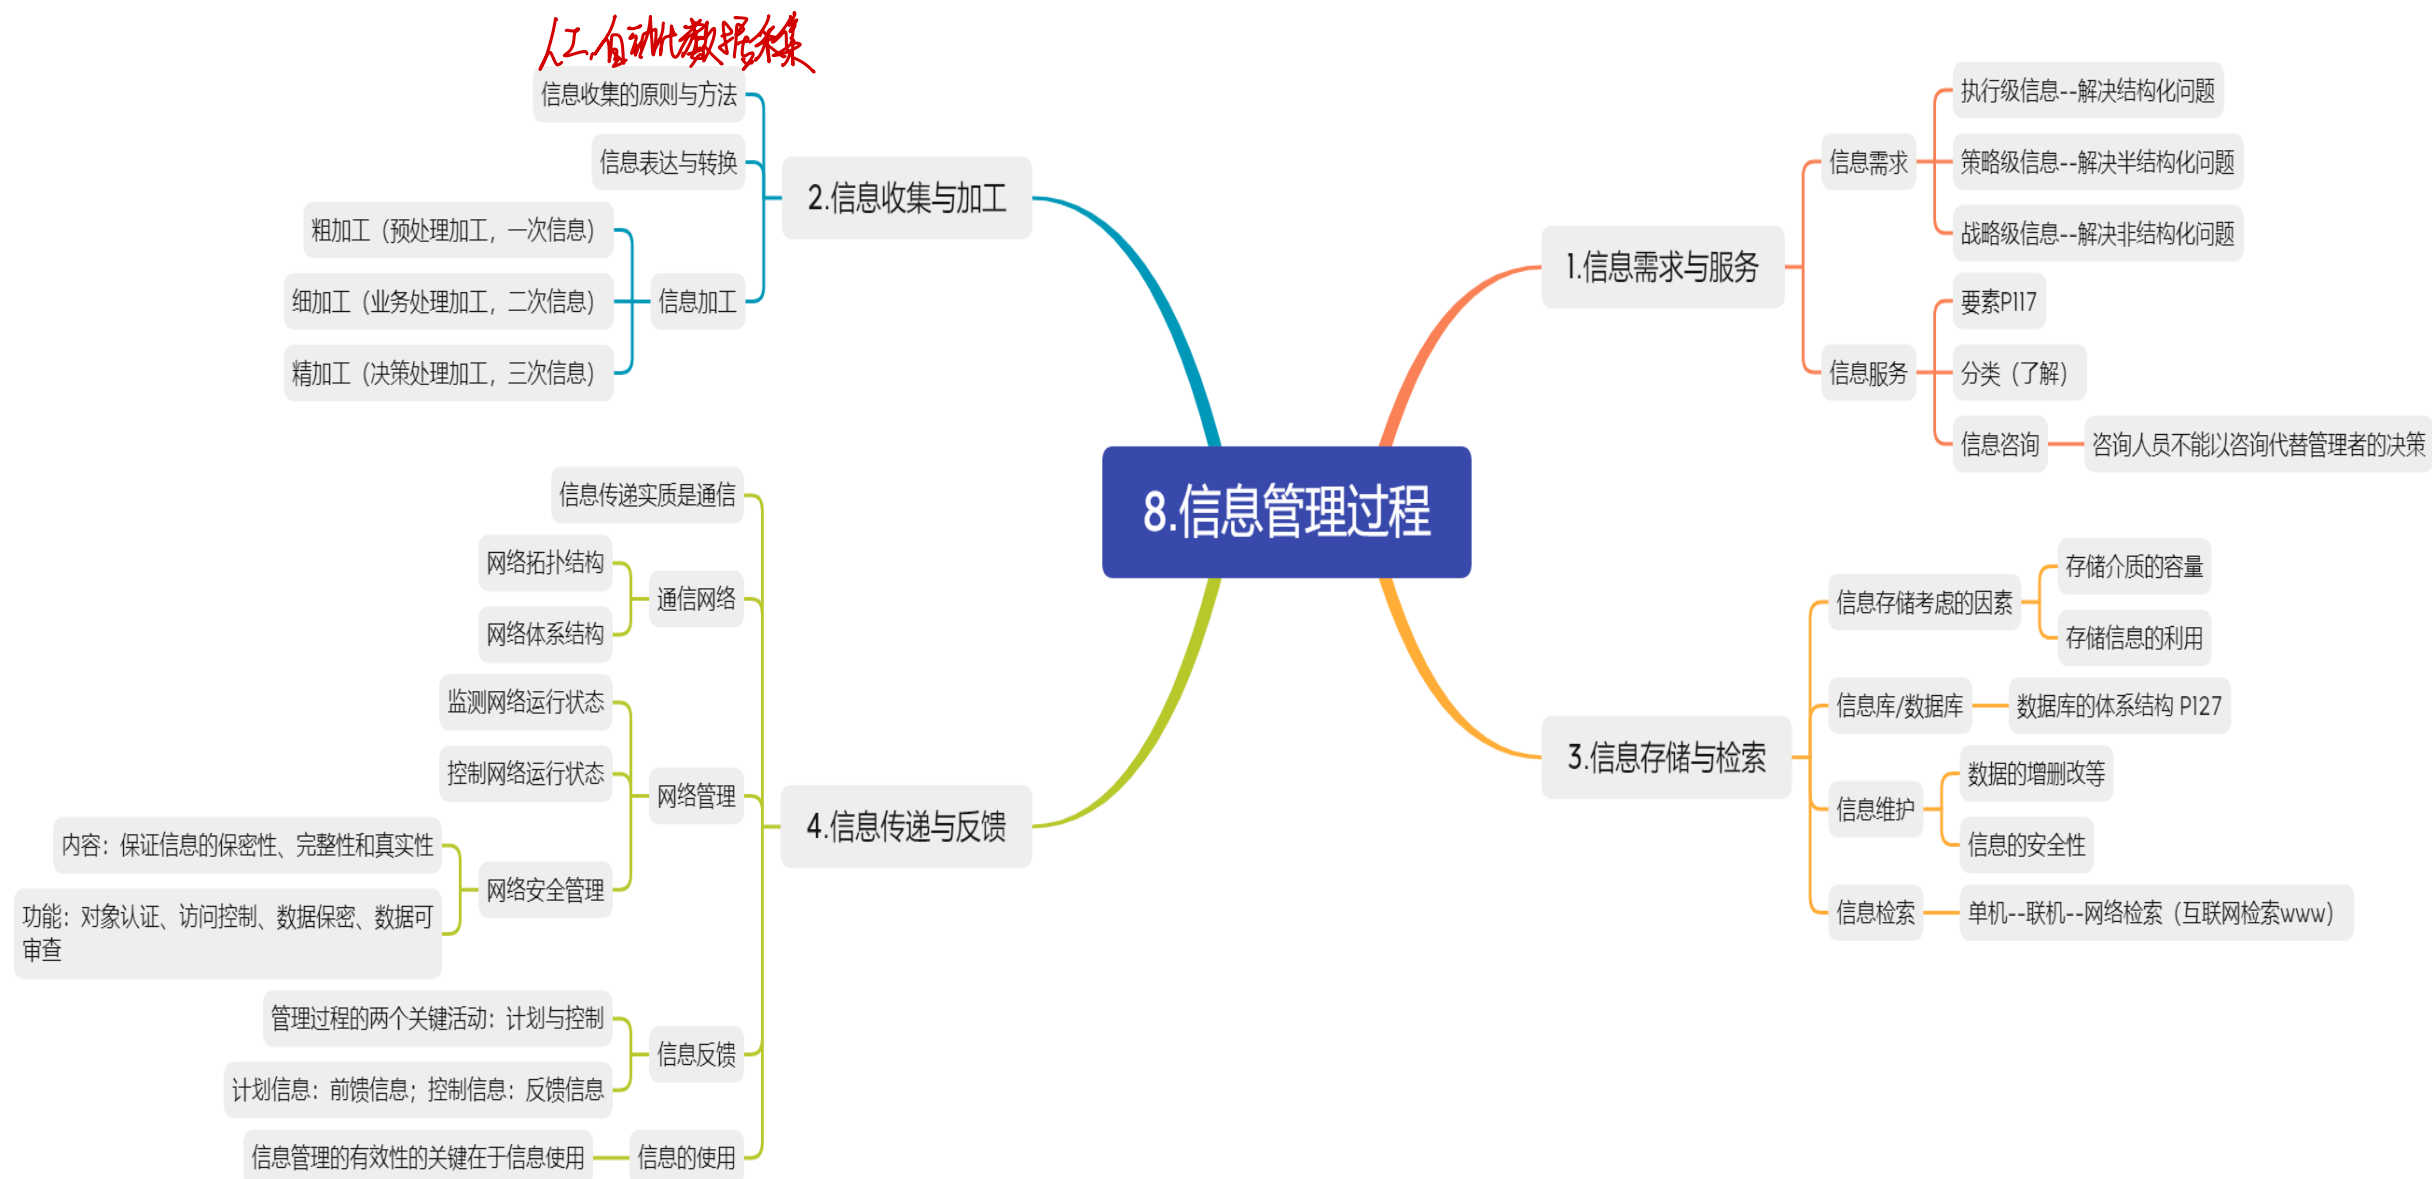 8.信息管理过程
1.信息需求与服务
信息需求
执行级信息--解决结构化问题
策略级信息--解决半结构化问题
战略级信息--解决非结构化问题
信息服务
要素P117
分类（了解）
信息咨询
咨询人员不能以咨询代替管理者的决策
人工,自动化数据采集
2.信息收集与加工
信息收集的原则与方法
信息表达与转换
信息加工
粗加工（预处理加工，一次信息）
细加工（业务处理加工，二次信息）
精加工（决策处理加工，三次信息）
3.信息存储与检索
信息存储考虑的因素
存储介质的容量
存储信息的利用
信息库/数据库
数据库的体系结构 P127
信息维护
数据的增删改等
信息的安全性
信息检索
单机--联机--网络检索（互联网检索www）
4.信息传递与反馈
信息传递实质是通信
通信网络
网络拓扑结构
网络体系结构
网络管理
监测网络运行状态
控制网络运行状态
网络安全管理
内容：保证信息的保密性、完整性和真实性
功能：对象认证、访问控制、数据保密、数据可
审查
信息反馈
管理过程的两个关键活动：计划与控制
计划信息：前馈信息；控制信息：反馈信息
信息的使用
信息管理的有效性的关键在于信息使用